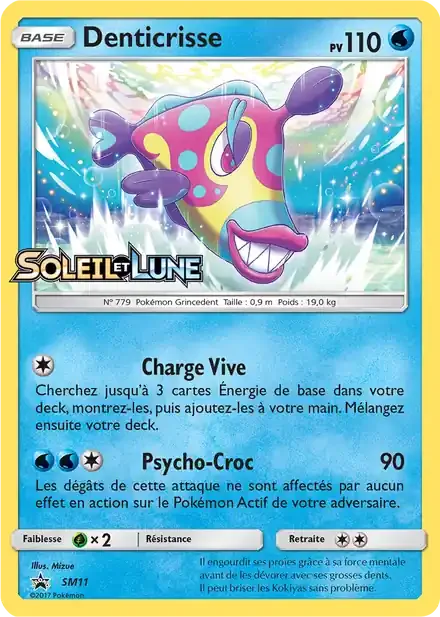 BASE Denticrisse PV110
SOLEIL ET LUNE
N° 779 Pokémon Grincedent Taille : 0,9 m Poids : 19,0 kg
Charge Vive
Cherchez jusqu'à 3 cartes Énergie de base dans votre
deck, montrez-les, puis ajoutez-les à votre main. Mélangez
ensuite votre deck.
Psycho-Croc 90
Les dégâts de cette attaque ne sont affectés par aucun
effet en action sur le Pokémon Actif de votre adversaire.
Faiblesse ×2 Résistance Retraite
Illus. Mizue
SM11
©2017 Pokémon
Il engourdit ses proies grâce à sa force mentale
avant de les dévorer avec ses grosses dents.
Il peut briser les Kokiyas sans problème.